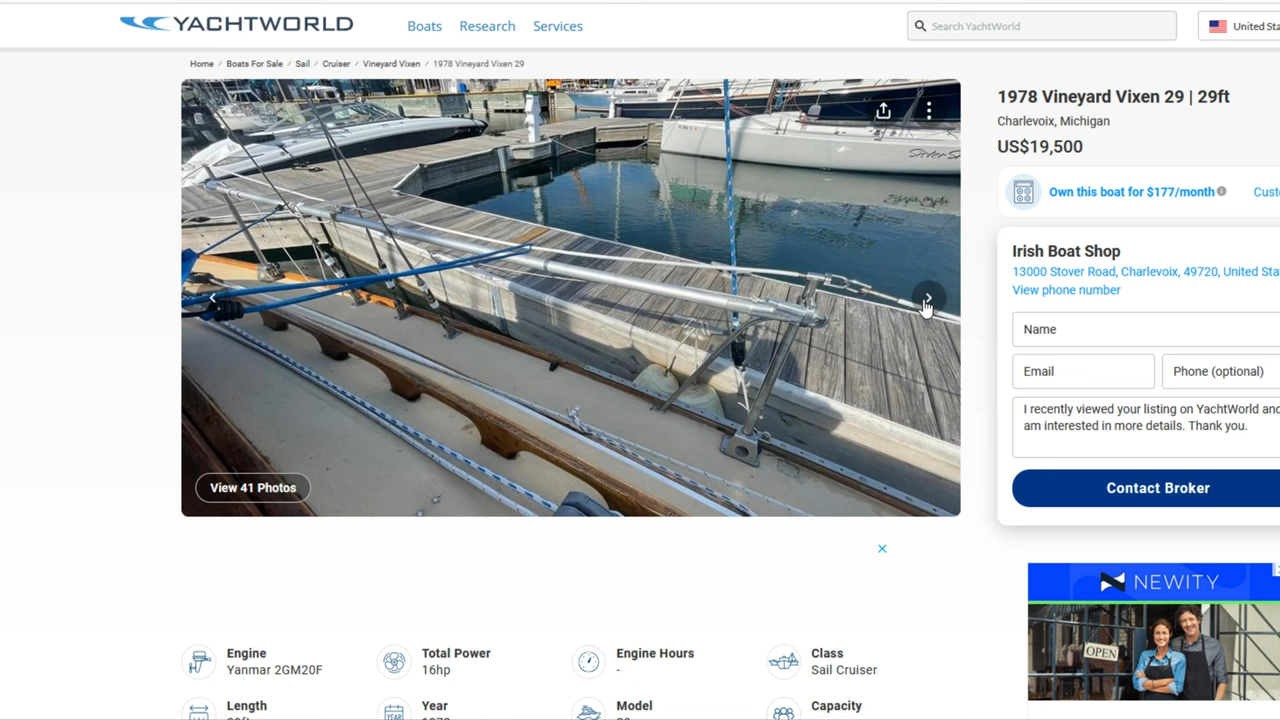 YACHTWORLD
Boats Research Services
Search YachtWorld
United Sta
Home / Boats For Sale / Sail / Cruiser / Vineyard Vixen / 1978 Vineyard Vixen 29
1978 Vineyard Vixen 29 | 29ft
Charlevoix, Michigan
US$19,500
Own this boat for $177/month
Custo
Irish Boat Shop
13000 Stover Road, Charlevoix, 49720, United Sta
View phone number
Name
Email
Phone (optional)
I recently viewed your listing on YachtWorld and
am interested in more details. Thank you.
Contact Broker
View 41 Photos
NEWITY
OPEN
Engine
Yanmar 2GM20F
Total Power
16hp
Engine Hours
-
Class
Sail Cruiser
Length
Year
Model
Capacity